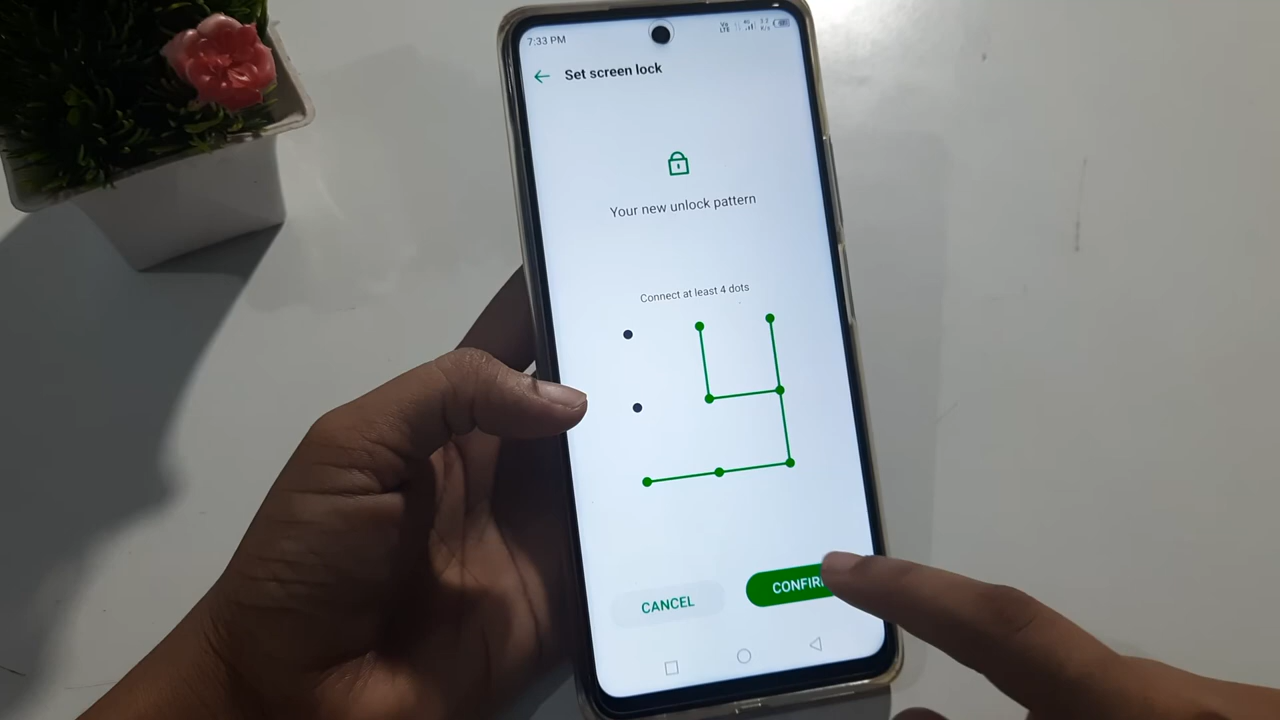 7:33 PM
Set screen lock
Your new unlock pattern
Connect at least 4 dots
CANCEL
CONFIR